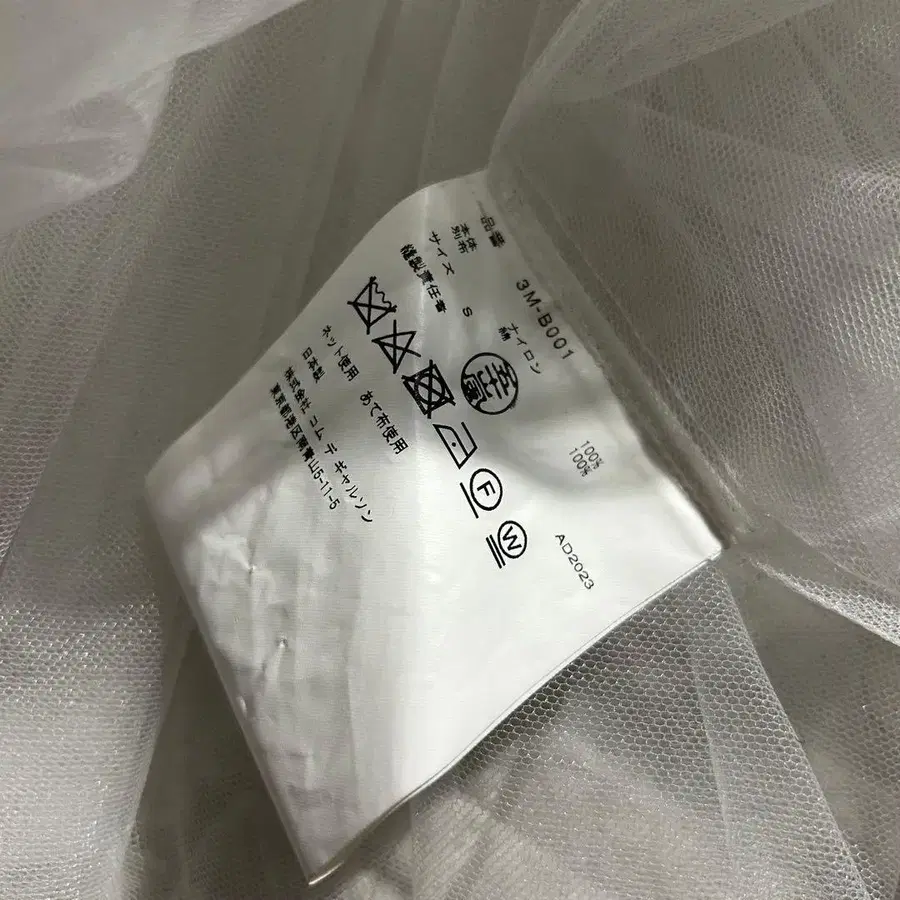 品番 3M-B001
本体 ナイロン 100%
別布 綿 100%
サイズ S
AD2023
縫製責任者
F W
ネット使用 あて布使用
日本製
株式会社 コム デ ギャルソン
東京都港区南青山5-11-5